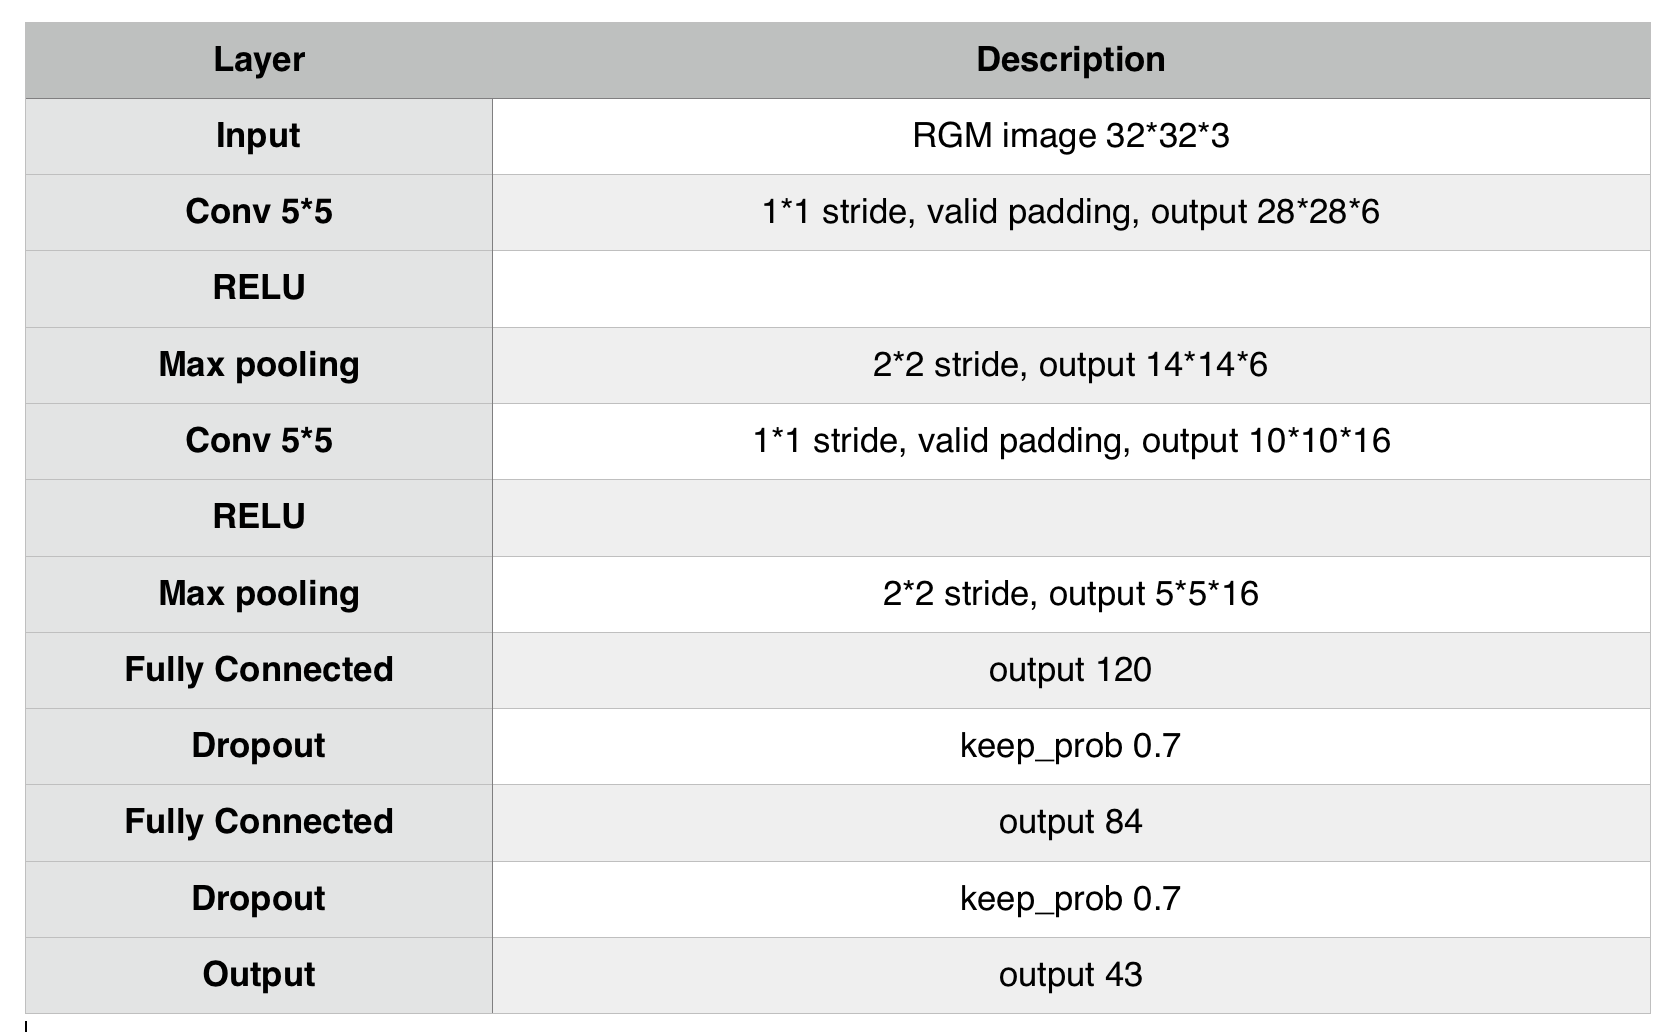 Layer Description
Input RGM image 32*32*3
Conv 5*5 1*1 stride, valid padding, output 28*28*6
RELU
Max pooling 2*2 stride, output 14*14*6
Conv 5*5 1*1 stride, valid padding, output 10*10*16
RELU
Max pooling 2*2 stride, output 5*5*16
Fully Connected output 120
Dropout keep_prob 0.7
Fully Connected output 84
Dropout keep_prob 0.7
Output output 43